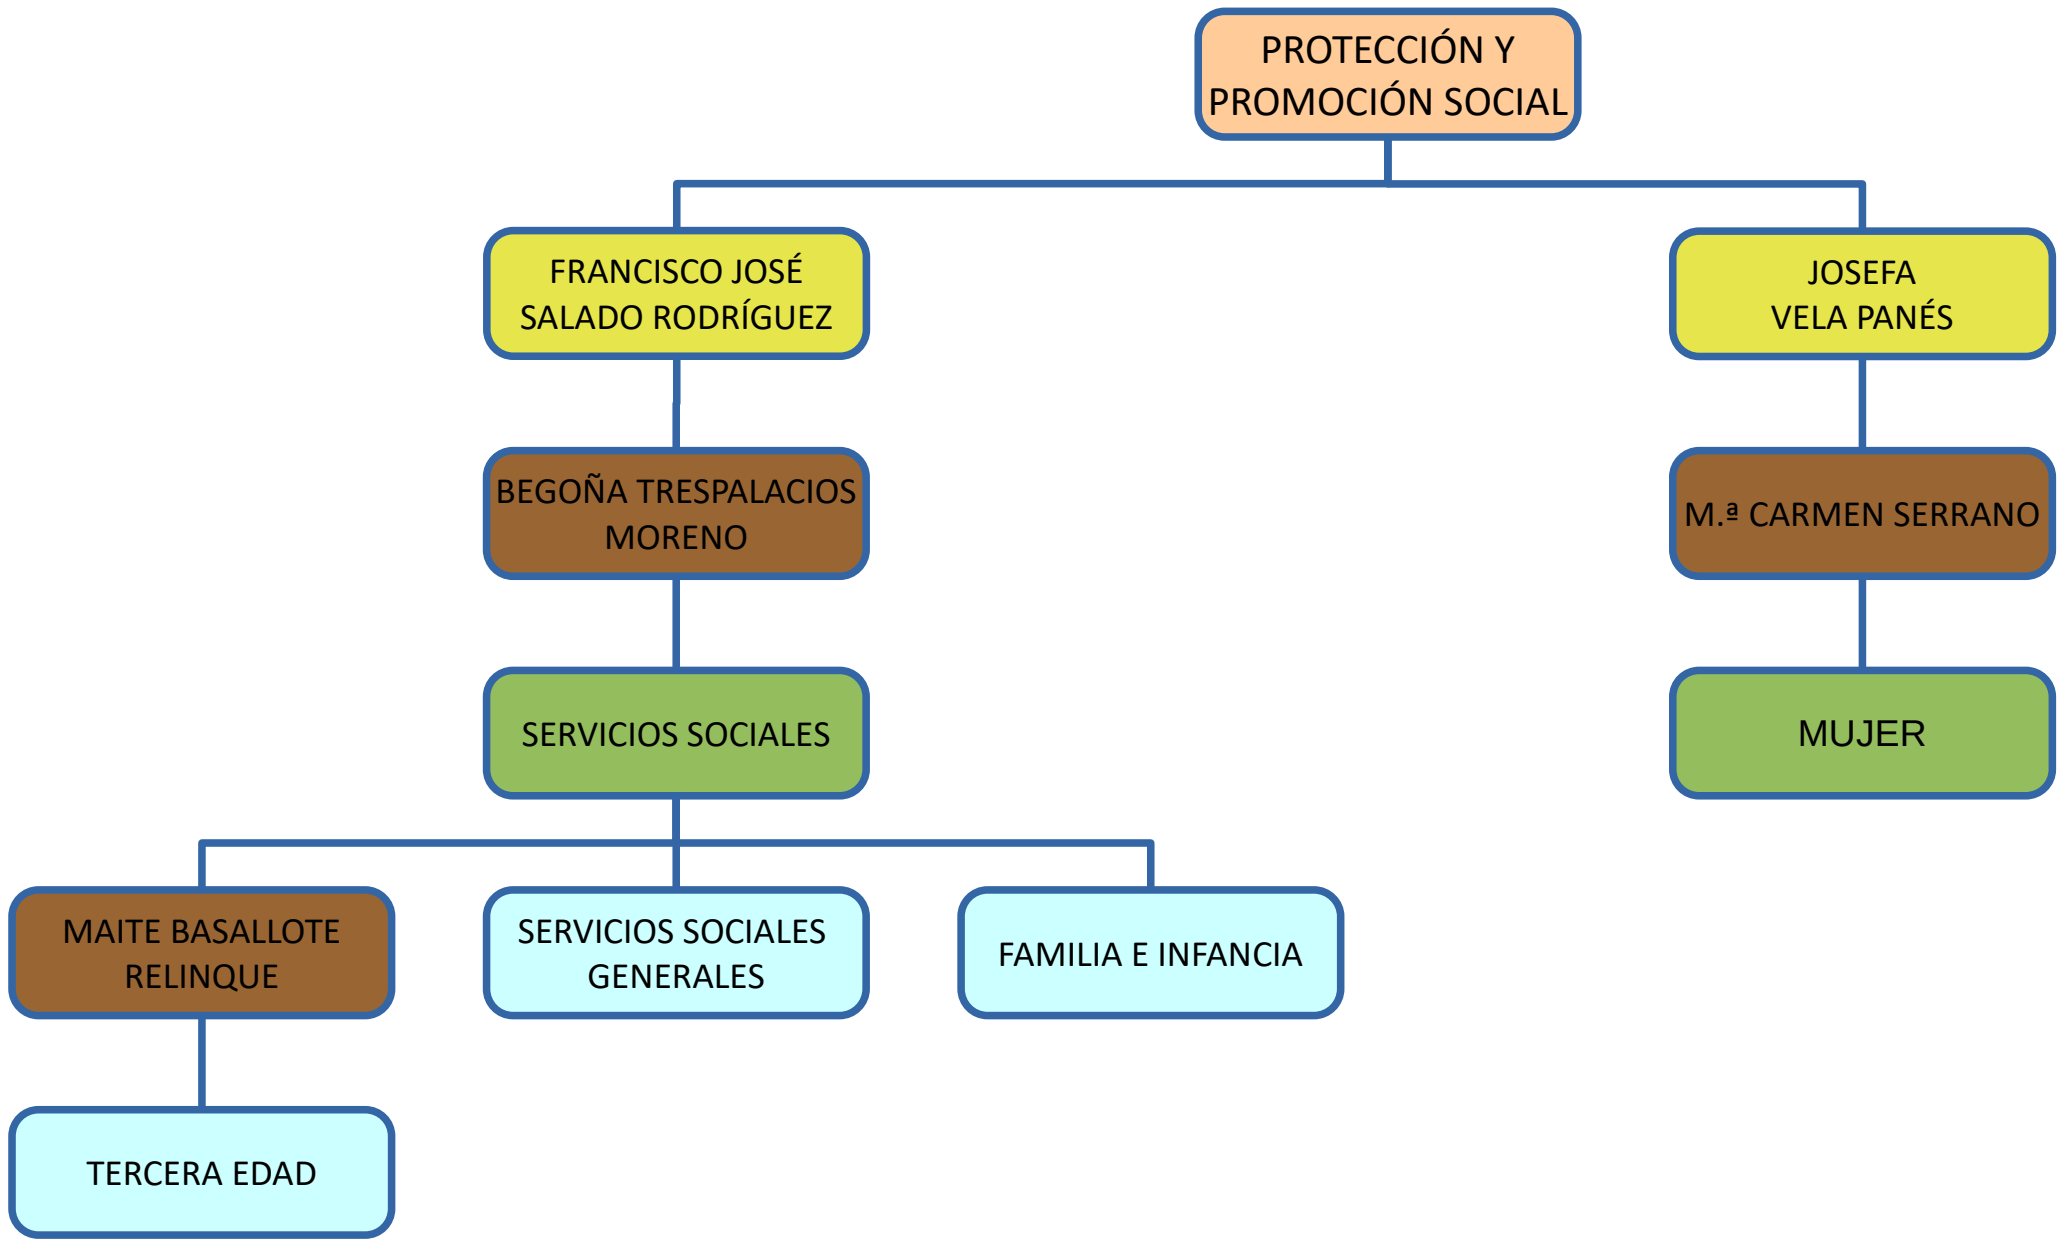 PROTECCIÓN Y
PROMOCIÓN SOCIAL
FRANCISCO JOSÉ
SALADO RODRÍGUEZ
JOSEFA
VELA PANÉS
BEGOÑA TRESPALACIOS
MORENO
M.ª CARMEN SERRANO
SERVICIOS SOCIALES
MUJER
MAITE BASALLOTE
RELINQUE
SERVICIOS SOCIALES
GENERALES
FAMILIA E INFANCIA
TERCERA EDAD